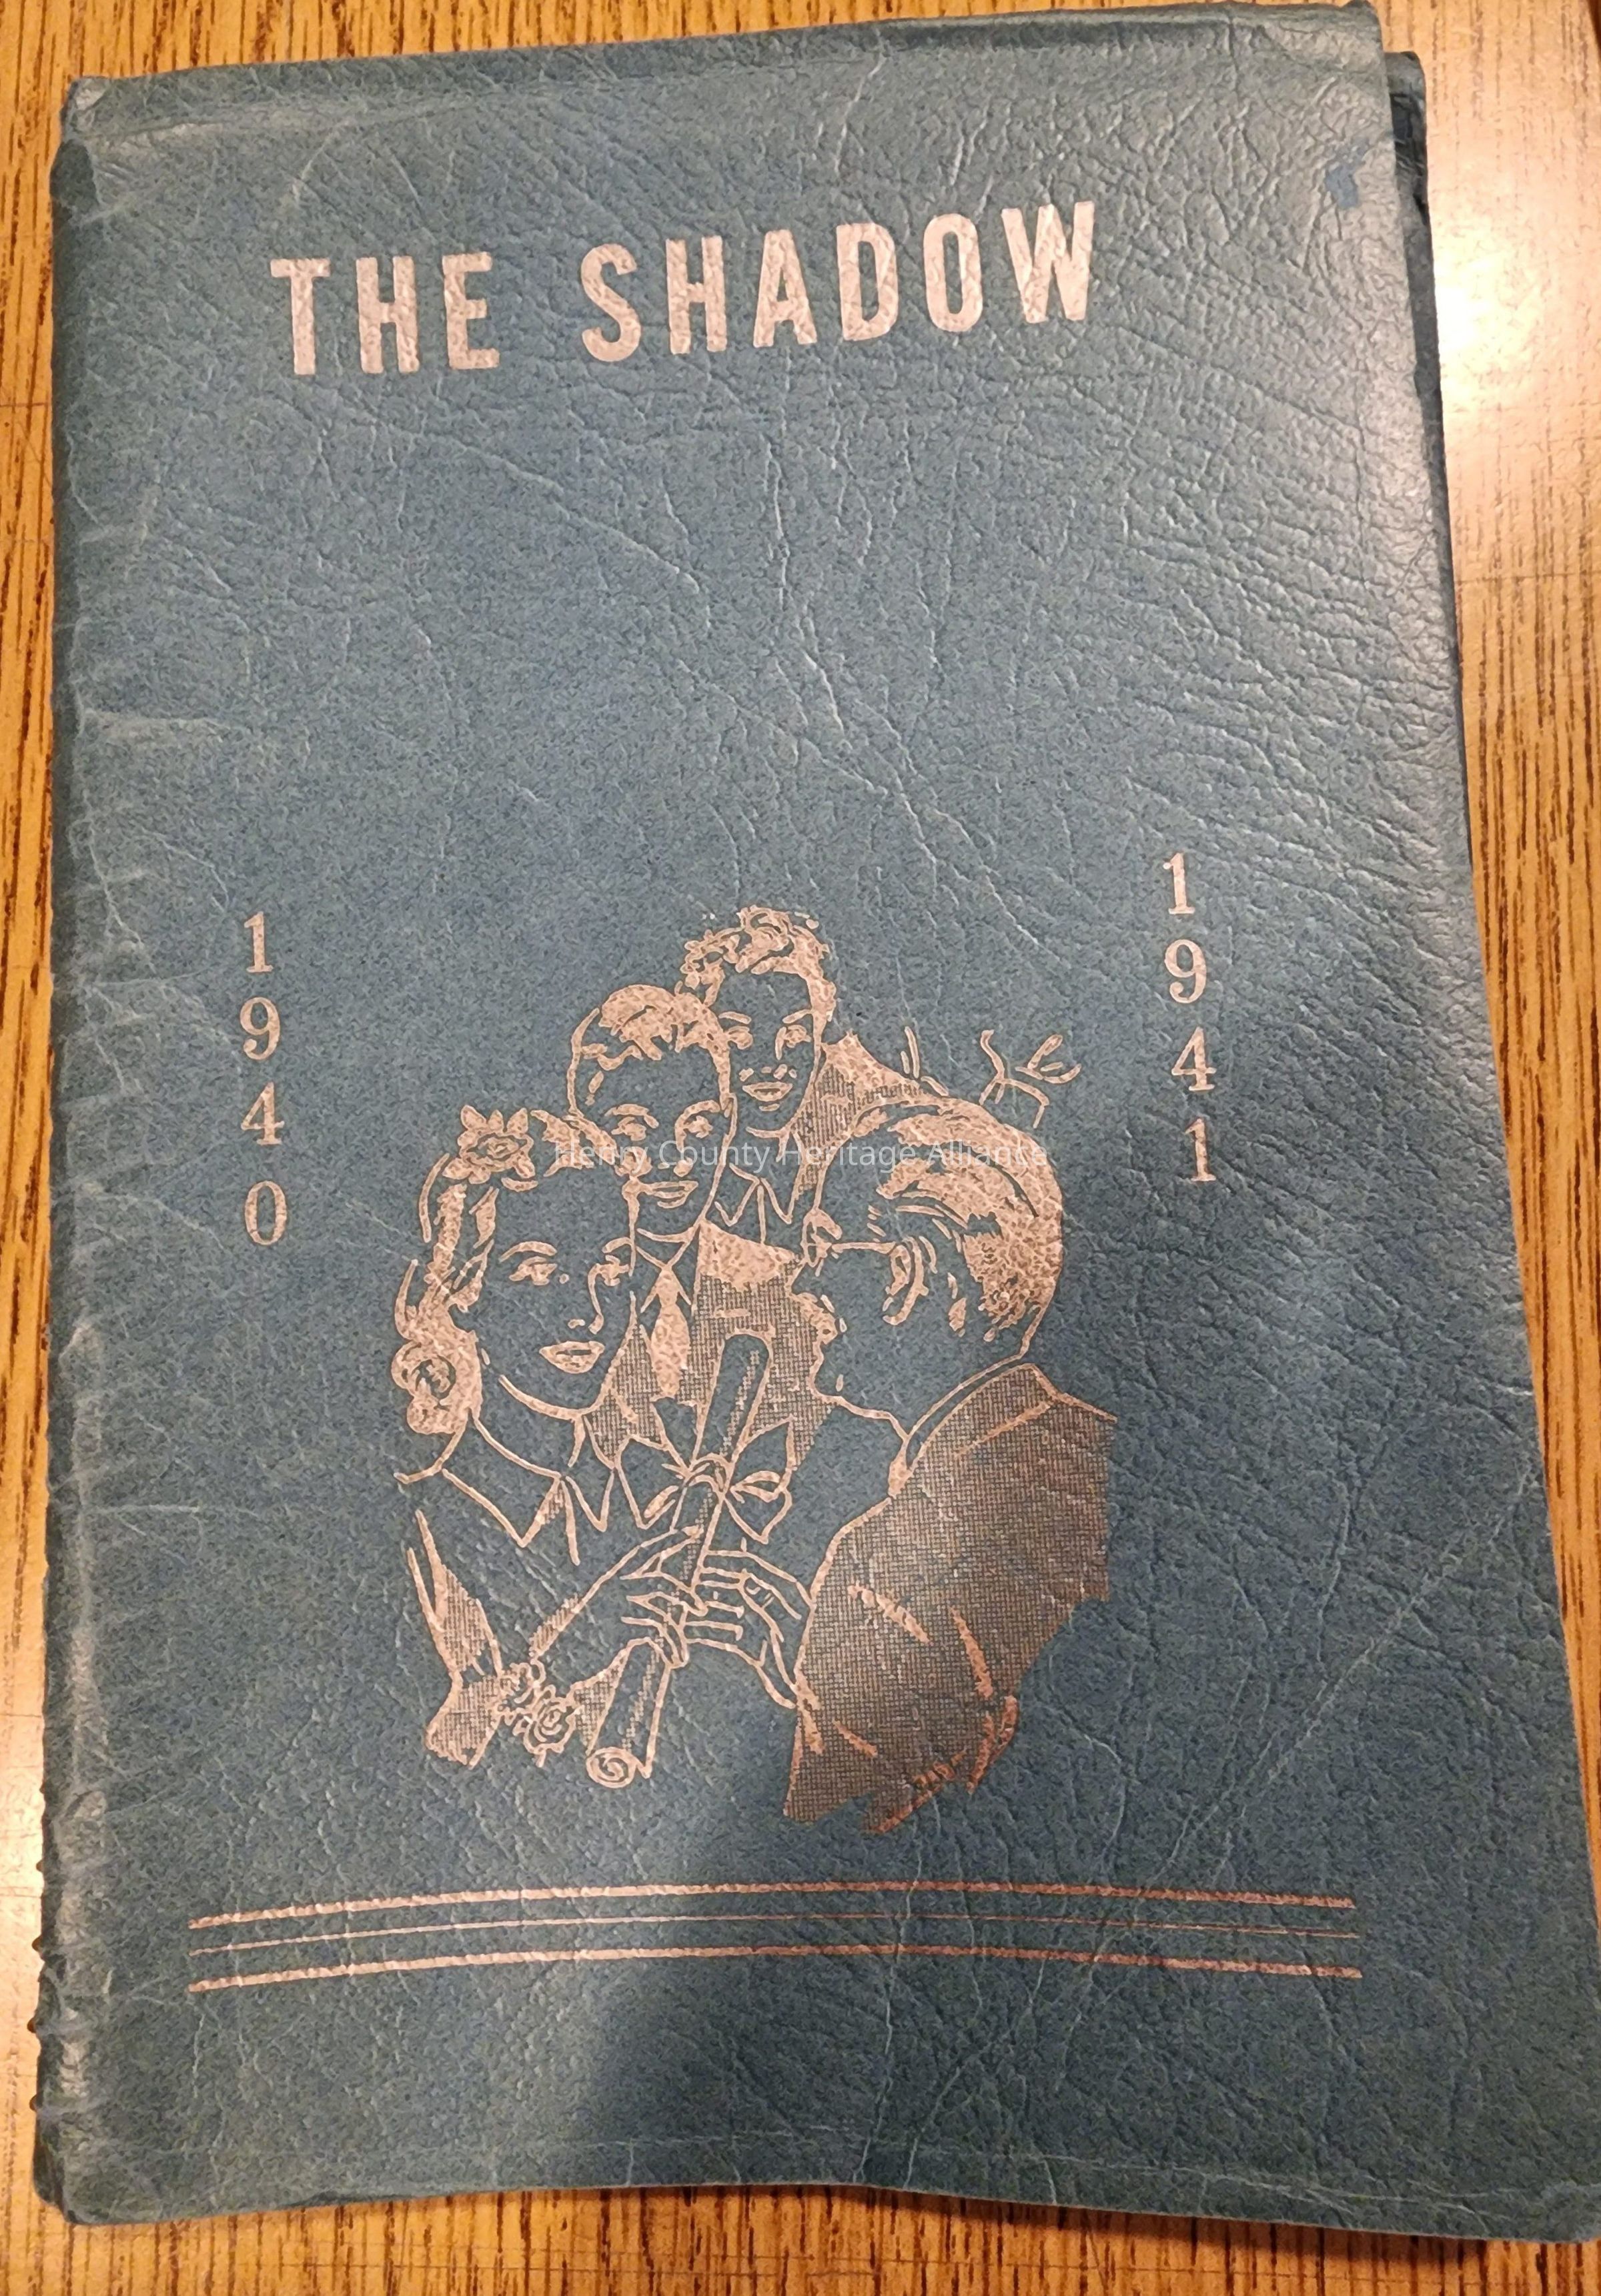 THE SHADOW
1940
1941
Henry County Heritage Alliance